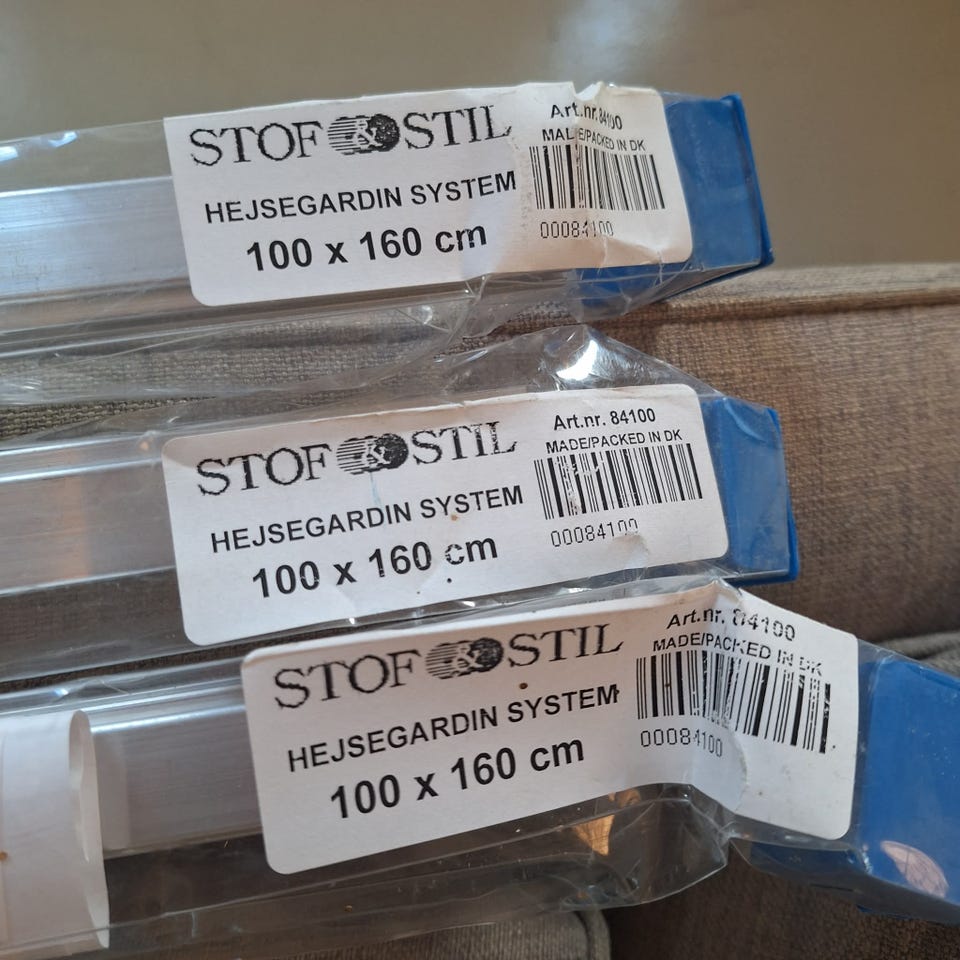 STOF & STIL
HEJSEGARDIN SYSTEM
100 x 160 cm
Art.nr. 84100
MADE/PACKED IN DK
00084100
STOF & STIL
HEJSEGARDIN SYSTEM
100 x 160 cm
Art.nr. 84100
MADE/PACKED IN DK
00084100
STOF & STIL
HEJSEGARDIN SYSTEM
100 x 160 cm
Art.nr. 84100
MADE/PACKED IN DK
00084100